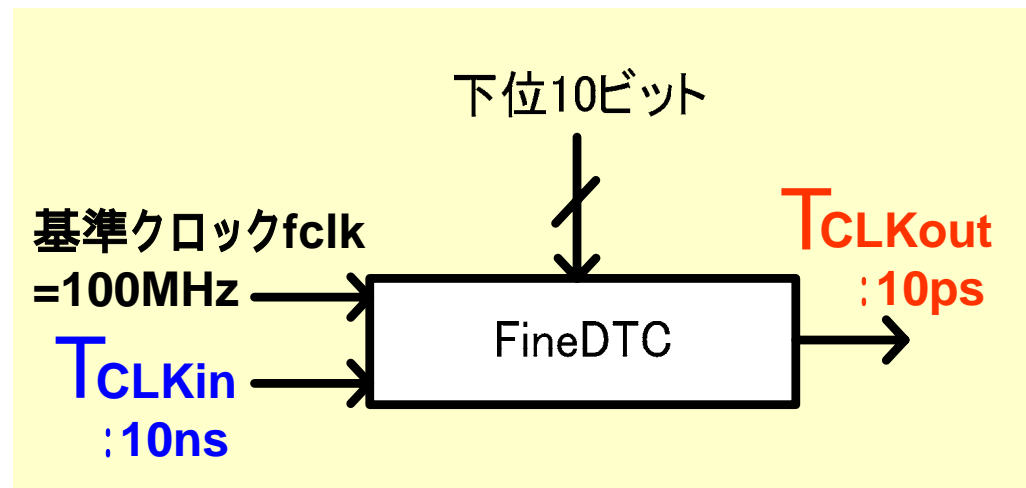 下位10ビット
基準クロックfclk
=100MHz
TCLKin
:10ns
FineDTC
TCLKout
:10ps